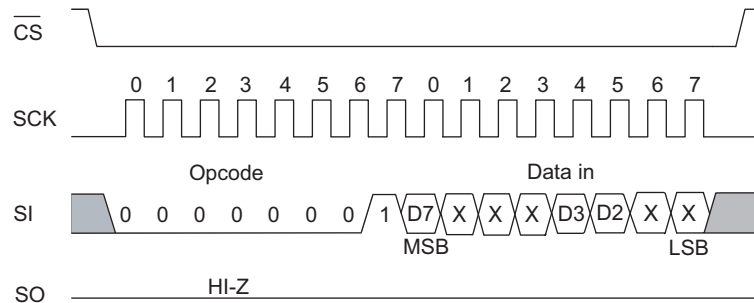 CS
0 1 2 3 4 5 6 7 0 1 2 3 4 5 6 7
SCK
Opcode Data in
SI 0 0 0 0 0 0 0 1 D7 X X X D3 D2 X X
MSB LSB
HI-Z
SO